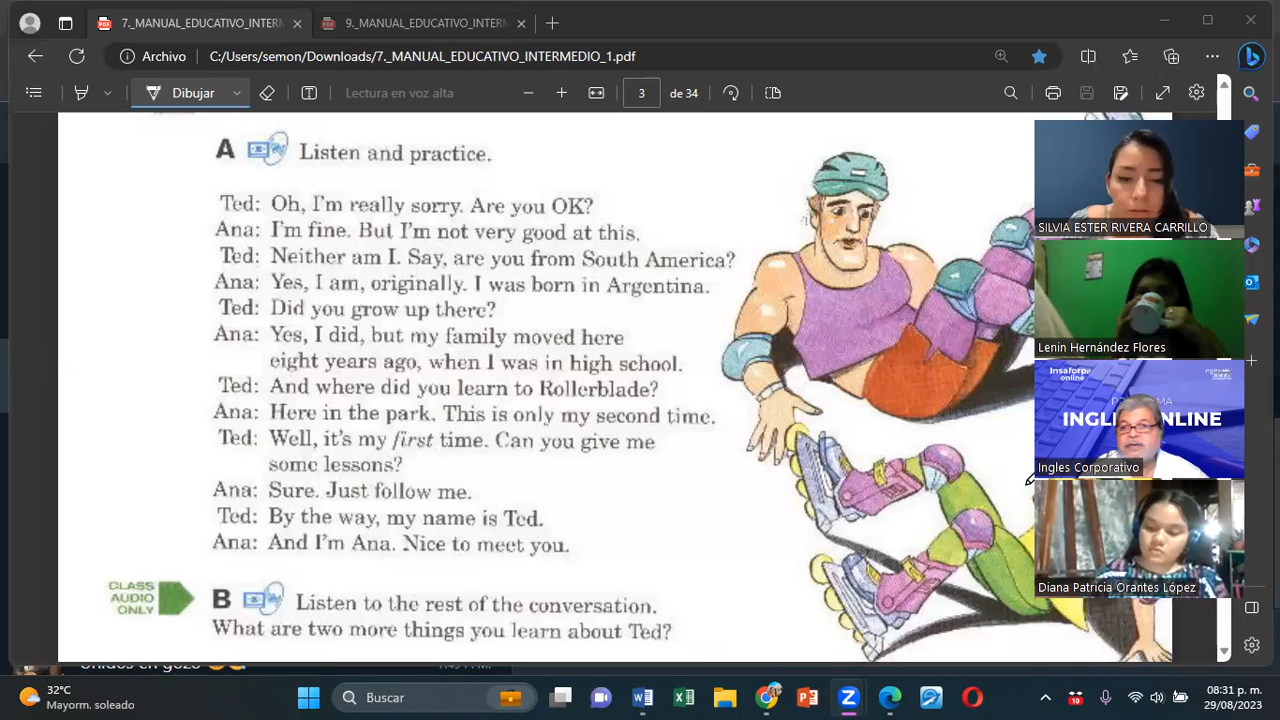 7._MANUAL_EDUCATIVO_INTERM
9._MANUAL_EDUCATIVO_INTERM
Archivo
C:/Users/semon/Downloads/7._MANUAL_EDUCATIVO_INTERMEDIO_1.pdf
Dibujar
Lectura en voz alta
3
de 34
A Listen and practice.
Ted: Oh, I'm really sorry. Are you OK?
Ana: I'm fine. But I'm not very good at this.
Ted: Neither am I. Say, are you from South America?
Ana: Yes, I am, originally. I was born in Argentina.
Ted: Did you grow up there?
Ana: Yes, I did, but my family moved here
eight years ago, when I was in high school.
Ted: And where did you learn to Rollerblade?
Ana: Here in the park. This is only my second time.
Ted: Well, it's my first time. Can you give me
some lessons?
Ana: Sure. Just follow me.
Ted: By the way, my name is Ted.
Ana: And I'm Ana. Nice to meet you.
CLASS
AUDIO
ONLY
B Listen to the rest of the conversation.
What are two more things you learn about Ted?
SILVIA ESTER RIVERA CARRILLO
Lenin Hernández Flores
Insaforp
online
Ingles Corporativo
Diana Patricia Orantes López
32°C
Mayorm. soleado
Buscar
10
08:31 p. m.
29/08/2023